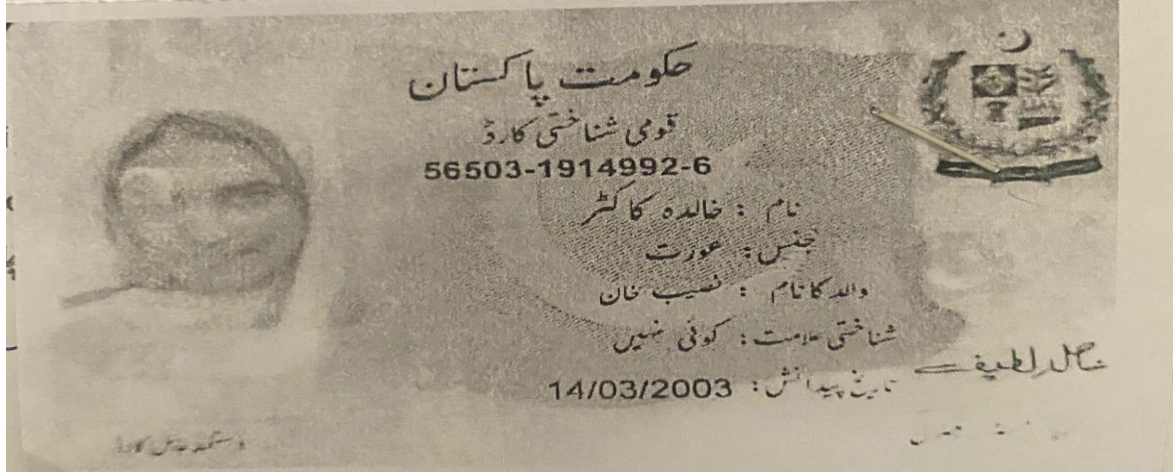 حکومت پاکستان
قومی شناختی کارڈ
56503-1914992-6
نام : خالدہ کاکٹر
جنس : عورت
والد کا نام : نصیب خان
شناختی علامت : کوئی نہیں
تاریخ پیدائش : 14/03/2003